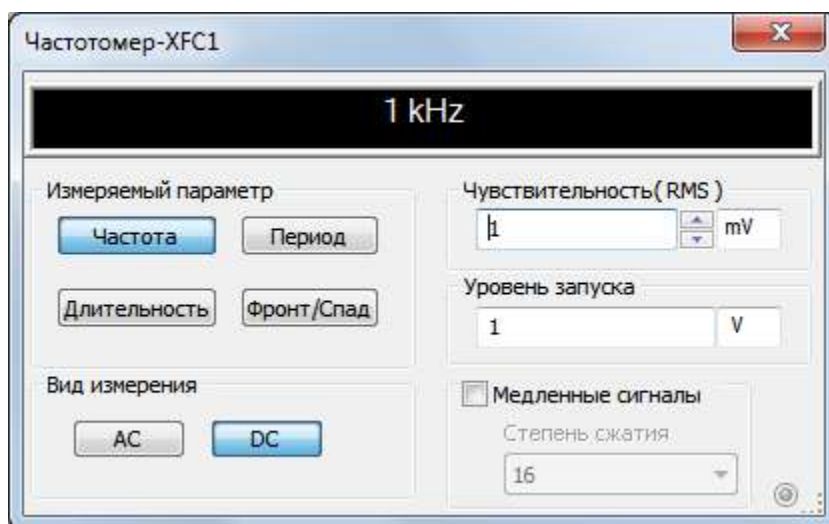 Частотомер-XFC1
1 kHz
Измеряемый параметр
Частота
Период
Длительность
Фронт/Спад
Вид измерения
AC
DC
Чувствительность( RMS )
1
mV
Уровень запуска
1
V
Медленные сигналы
Степень сжатия
16